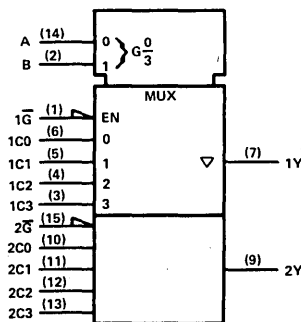 A (14) 0 G 0/3
B (2) 1
MUX
1G̅ (1) EN
1C0 (6) 0
1C1 (5) 1 ▽ (7) 1Y
1C2 (4) 2
1C3 (3) 3
2G̅ (15)
2C0 (10)
2C1 (11) (9) 2Y
2C2 (12)
2C3 (13)